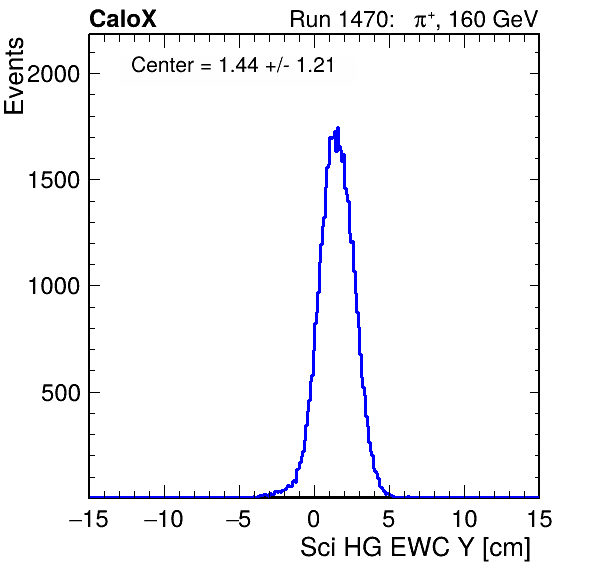 CaloX Run 1470: π⁺, 160 GeV
Events
Center = 1.44 +/- 1.21
2000
1500
1000
500
−15 −10 −5 0 5 10 15
Sci HG EWC Y [cm]